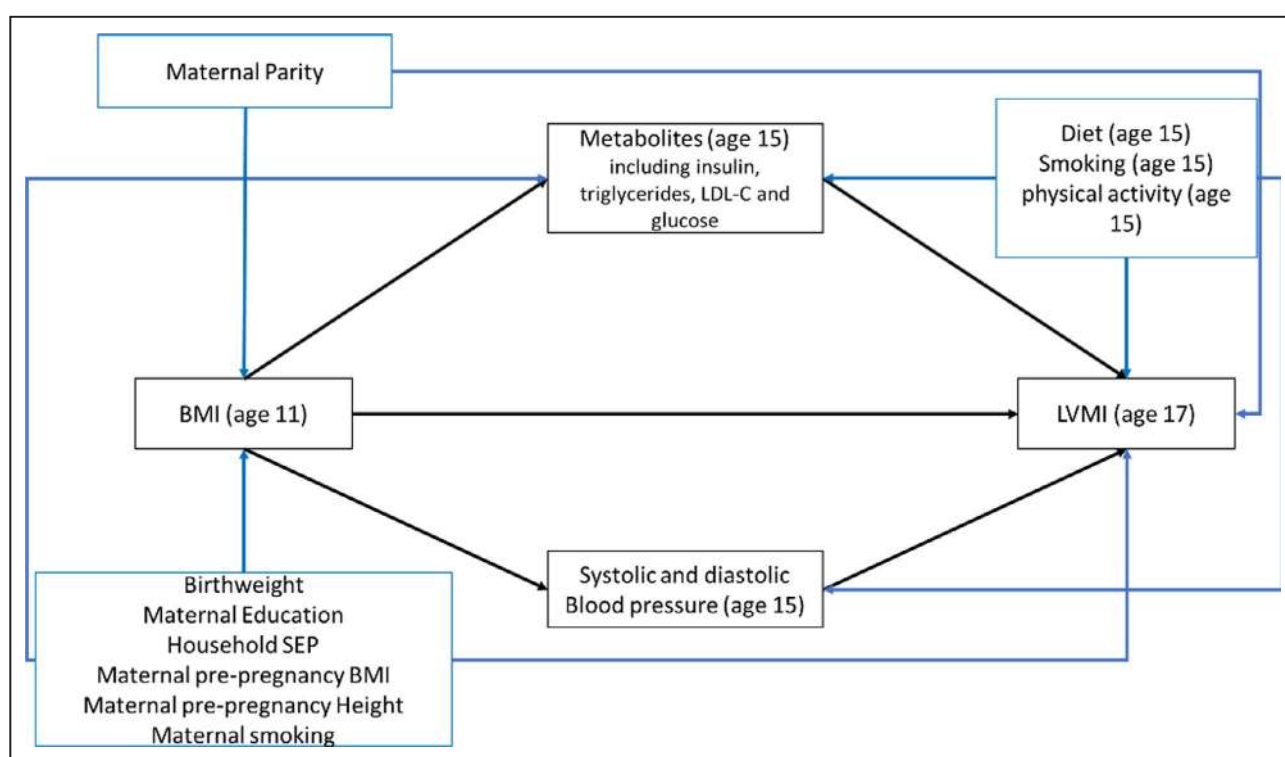 Maternal Parity
Metabolites (age 15)
including insulin,
triglycerides, LDL-C and
glucose
Diet (age 15)
Smoking (age 15)
physical activity (age
15)
BMI (age 11)
LVMI (age 17)
Systolic and diastolic
Blood pressure (age 15)
Birthweight
Maternal Education
Household SEP
Maternal pre-pregnancy BMI
Maternal pre-pregnancy Height
Maternal smoking